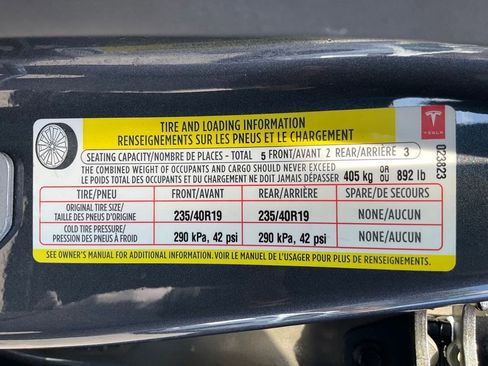 TIRE AND LOADING INFORMATION
RENSEIGNEMENTS SUR LES PNEUS ET LE CHARGEMENT
SEATING CAPACITY/NOMBRE DE PLACES - TOTAL 5 FRONT/AVANT 2 REAR/ARRIÈRE 3
THE COMBINED WEIGHT OF OCCUPANTS AND CARGO SHOULD NEVER EXCEED
LE POIDS TOTAL DES OCCUPANTS ET DU CHARGEMENT NE DOIT JAMAIS DÉPASSER 405 kg OR OU 892 lb
TIRE/PNEU FRONT/AVANT REAR/ARRIÈRE SPARE/DE SECOURS
ORIGINAL TIRE SIZE/
TAILLE DES PNEUS D'ORIGINE 235/40R19 235/40R19 NONE/AUCUN
COLD TIRE PRESSURE/
PRESSION DES PNEUS À FROID 290 kPa, 42 psi 290 kPa, 42 psi NONE/AUCUN
SEE OWNER'S MANUAL FOR ADDITIONAL INFORMATION. VOIR LE MANUEL DE L'USAGER POUR PLUS DE RENSEIGNEMENTS.
TESLA
023823